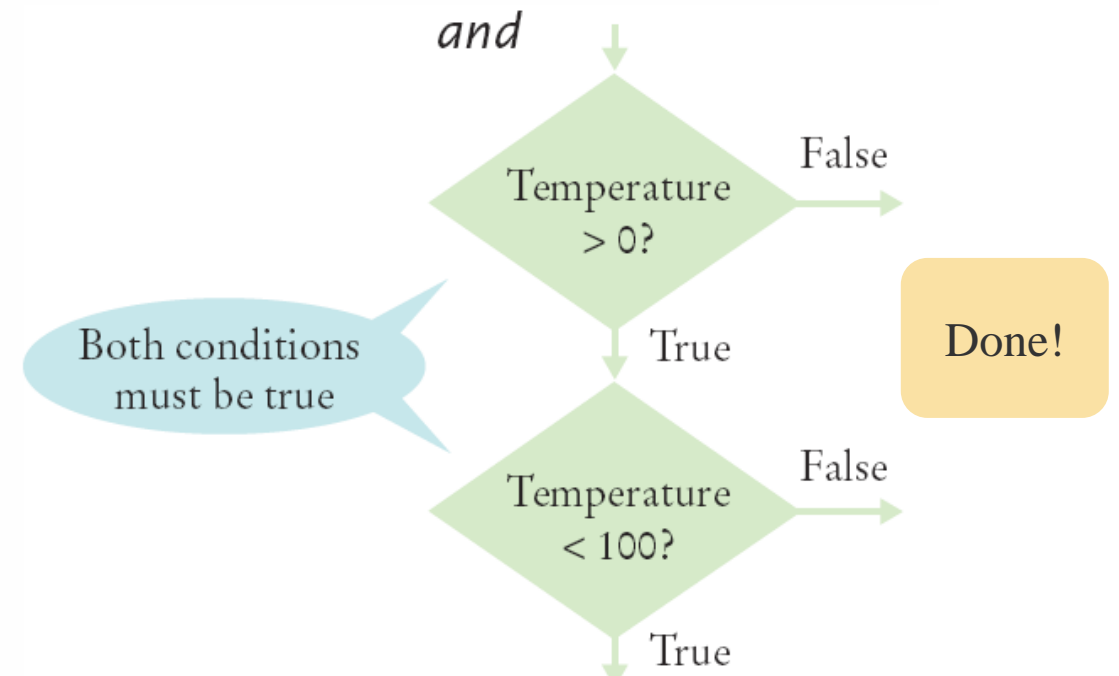 and
False
Temperature
> 0?
Both conditions
must be true
True
Done!
False
Temperature
< 100?
True